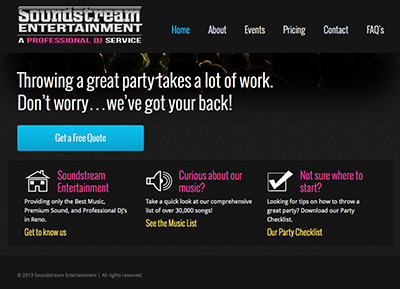 Soundstream
ENTERTAINMENT
A PROFESSIONAL DJ SERVICE
Home About Events Pricing Contact FAQ's
Throwing a great party takes a lot of work.
Don't worry...we've got your back!
Get a Free Quote
Soundstream
Entertainment
Providing only the Best Music,
Premium Sound, and Professional DJ's
in Reno.
Get to know us
Curious about our
music?
Take a quick look at our comprehensive
list of over 30,000 songs!
See the Music List
Not sure where to
start?
Looking for tips on how to throw a
great party? Download our Party
Checklist.
Our Party Checklist
© 2013 Soundstream Entertainment | All rights reserved.